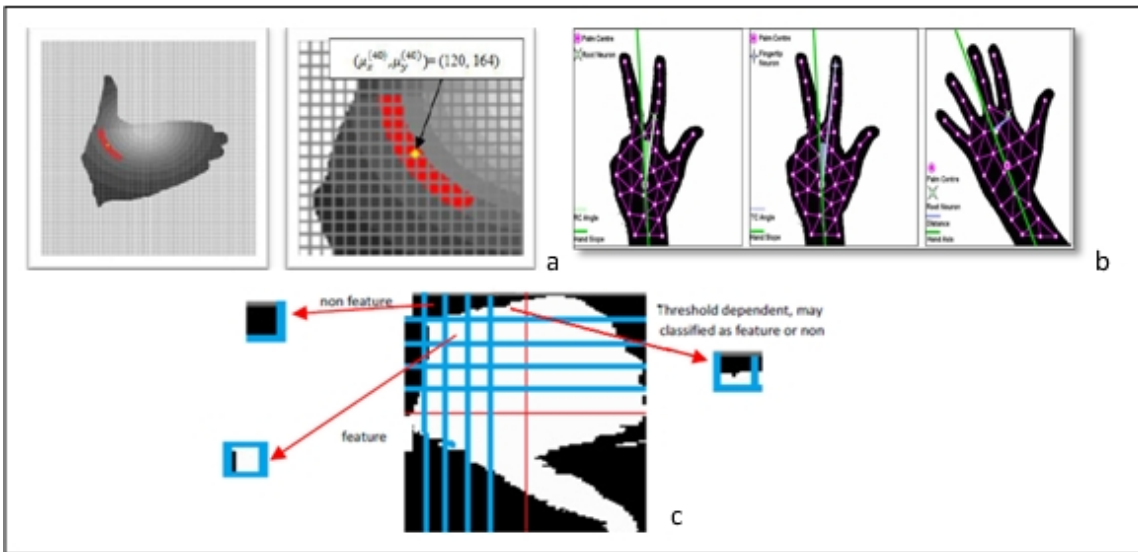 (μx(40),μy(40))=(120, 164)
a
Palm Centre
Root Neuron
RC Angle
Hand Slope
Palm Centre
Fingertip
Neuron
TC Angle
Hand Slope
Palm Centre
Root Neuron
Distance
Hand Axis
b
non feature
Threshold dependent, may
classified as feature or non
feature
c